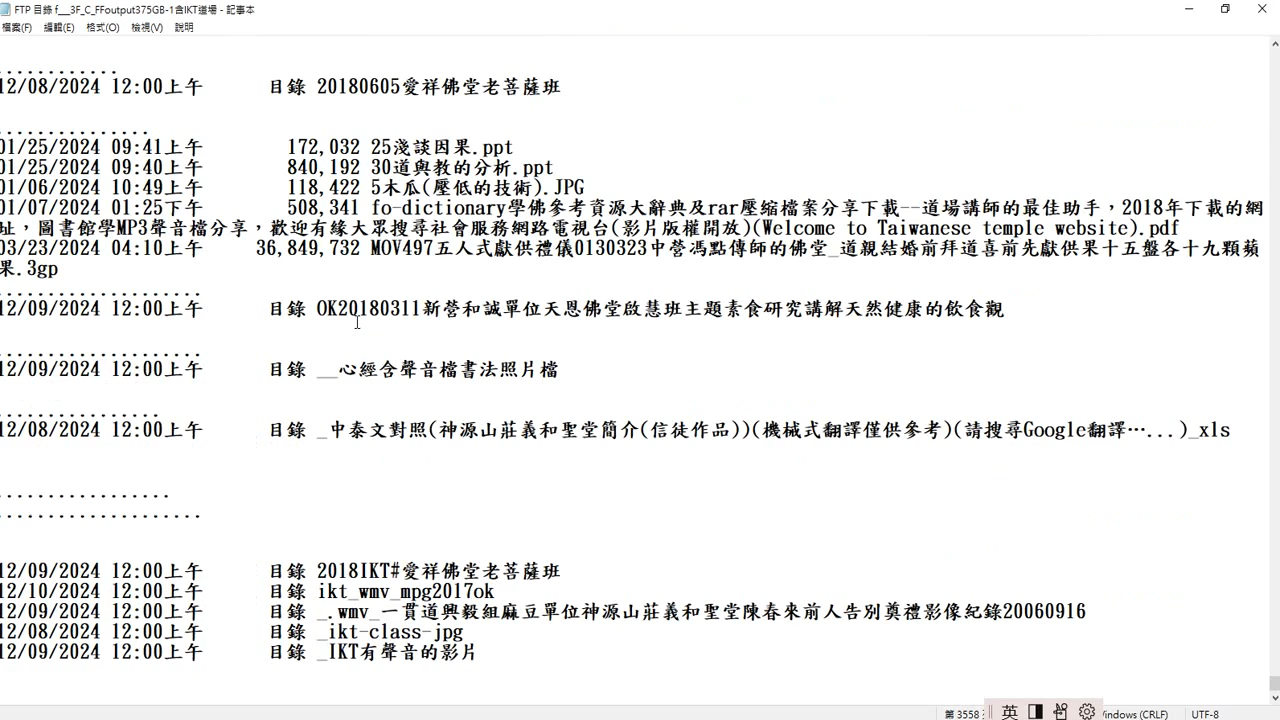 FTP 目錄 f___3F_C_FFoutput375GB-1含IKT道場 - 記事本
檔案(F) 編輯(E) 格式(O) 檢視(V) 說明
............
12/08/2024 12:00上午 目錄 20180605愛祥佛堂老菩薩班
...............
01/25/2024 09:41上午 172,032 25淺談因果.ppt
01/25/2024 09:40上午 840,192 30道與教的分析.ppt
01/06/2024 10:49上午 118,422 5木瓜(壓低的技術).JPG
01/07/2024 01:25下午 508,341 fo-dictionary學佛參考資源大辭典及rar壓縮檔案分享下載--道場講師的最佳助手，2018年下載的網
址，圖書館學MP3聲音檔分享，歡迎有緣大眾搜尋社會服務網路電視台(影片版權開放)(Welcome to Taiwanese temple website).pdf
03/23/2024 04:10上午 36,849,732 MOV497五人式獻供禮儀0130323中營馮點傳師的佛堂_道親結婚前拜道喜前先獻供果十五盤各十九顆蘋
果.3gp
....................
12/09/2024 12:00上午 目錄 OK20180311新營和誠單位天恩佛堂啟慧班主題素食研究講解天然健康的飲食觀
....................
12/09/2024 12:00上午 目錄 __心經含聲音檔書法照片檔
................
12/08/2024 12:00上午 目錄 _中泰文對照(神源山莊義和聖堂簡介(信徒作品))(機械式翻譯僅供參考)(請搜尋Google翻譯…...)_xls
.................
....................
12/09/2024 12:00上午 目錄 2018IKT#愛祥佛堂老菩薩班
12/10/2024 12:00上午 目錄 ikt_wmv_mpg2017ok
12/09/2024 12:00上午 目錄 _.wmv_一貫道興毅組麻豆單位神源山莊義和聖堂陳春來前人告別奠禮影像紀錄20060916
12/08/2024 12:00上午 目錄 _ikt-class-jpg
12/09/2024 12:00上午 目錄 _IKT有聲音的影片
第 3558 英 Windows (CRLF) UTF-8